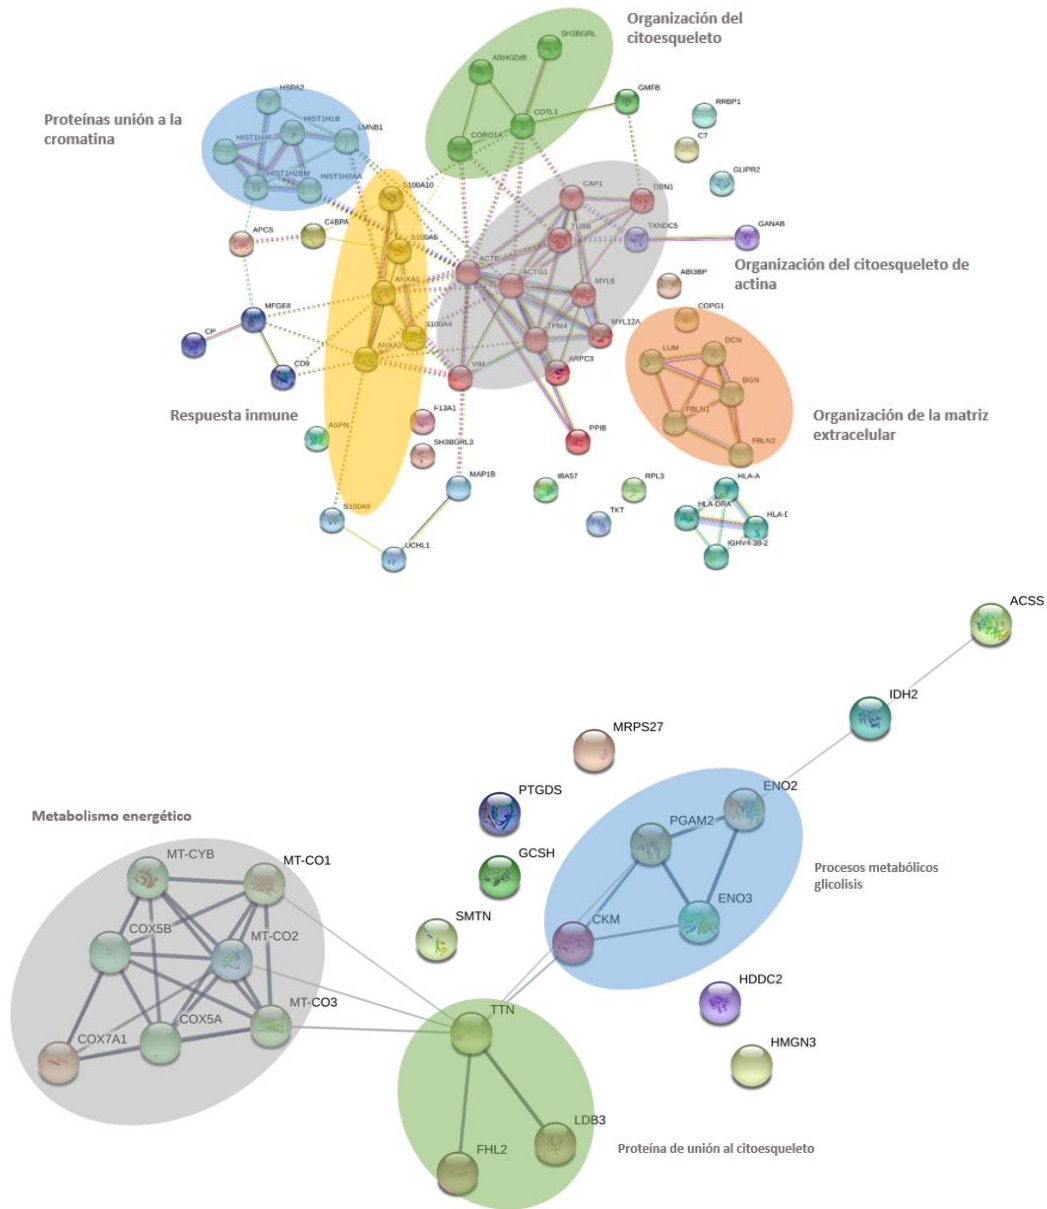 Organización del
citoesqueleto
SH3BGRL
ARHGDIB
HSPA2
GMFB
RRBP1
Proteínas unión a la
cromatina
HIST1H1B
LMNB1
COTL1
CORO1A
C7
HIST1H4F
HIST1H2BM
HIST1H2AA
GLIPR2
S100A10
CAP1
DBN1
C4BPA
APCS
TUBB
TXNDC5
GANAB
S100A6
ACTB
ACTG1
Organización del citoesqueleto de
actina
ANXA5
MYL6
ABI3BP
MFGE8
COPG1
CP
S100A4
TPM4
MYL12A
LUM
DCN
ANXA2
CD9
VIM
ARPC3
BGN
Respuesta inmune
F13A1
FBLN1
Organización de la matriz
extracelular
ASPN
PPIB
FBLN2
SH3BGRL3
MAP1B
IBA57
RPL3
HLA-A
S100A9
TKT
HLA-DRA
HLA-D
UCHL1
IGHV4-38-2
ACSS
IDH2
MRPS27
ENO2
PTGDS
PGAM2
Metabolismo energético
MT-CYB
MT-CO1
GCSH
Procesos metabólicos
glicolisis
ENO3
SMTN
CKM
COX5B
MT-CO2
HDDC2
MT-CO3
TTN
COX7A1
COX5A
HMGN3
LDB3
FHL2
Proteína de unión al citoesqueleto